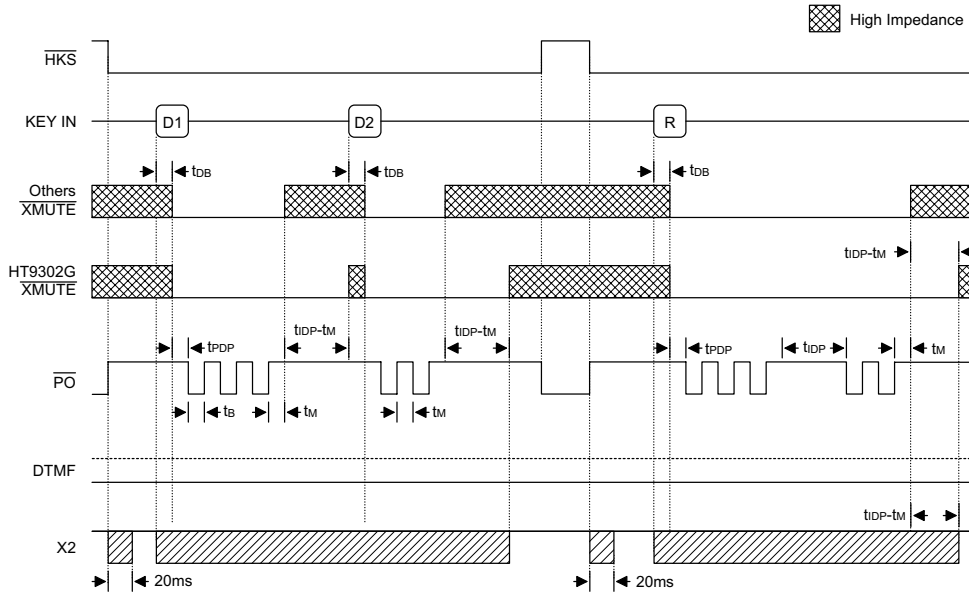 High Impedance
HKS
KEY IN
D1
D2
R
tDB
tDB
tDB
Others
XMUTE
tIDP-tM
HT9302G
XMUTE
tPDP
tIDP-tM
tIDP-tM
tPDP
tIDP
tM
PO
tB
tM
tM
DTMF
tIDP-tM
X2
20ms
20ms